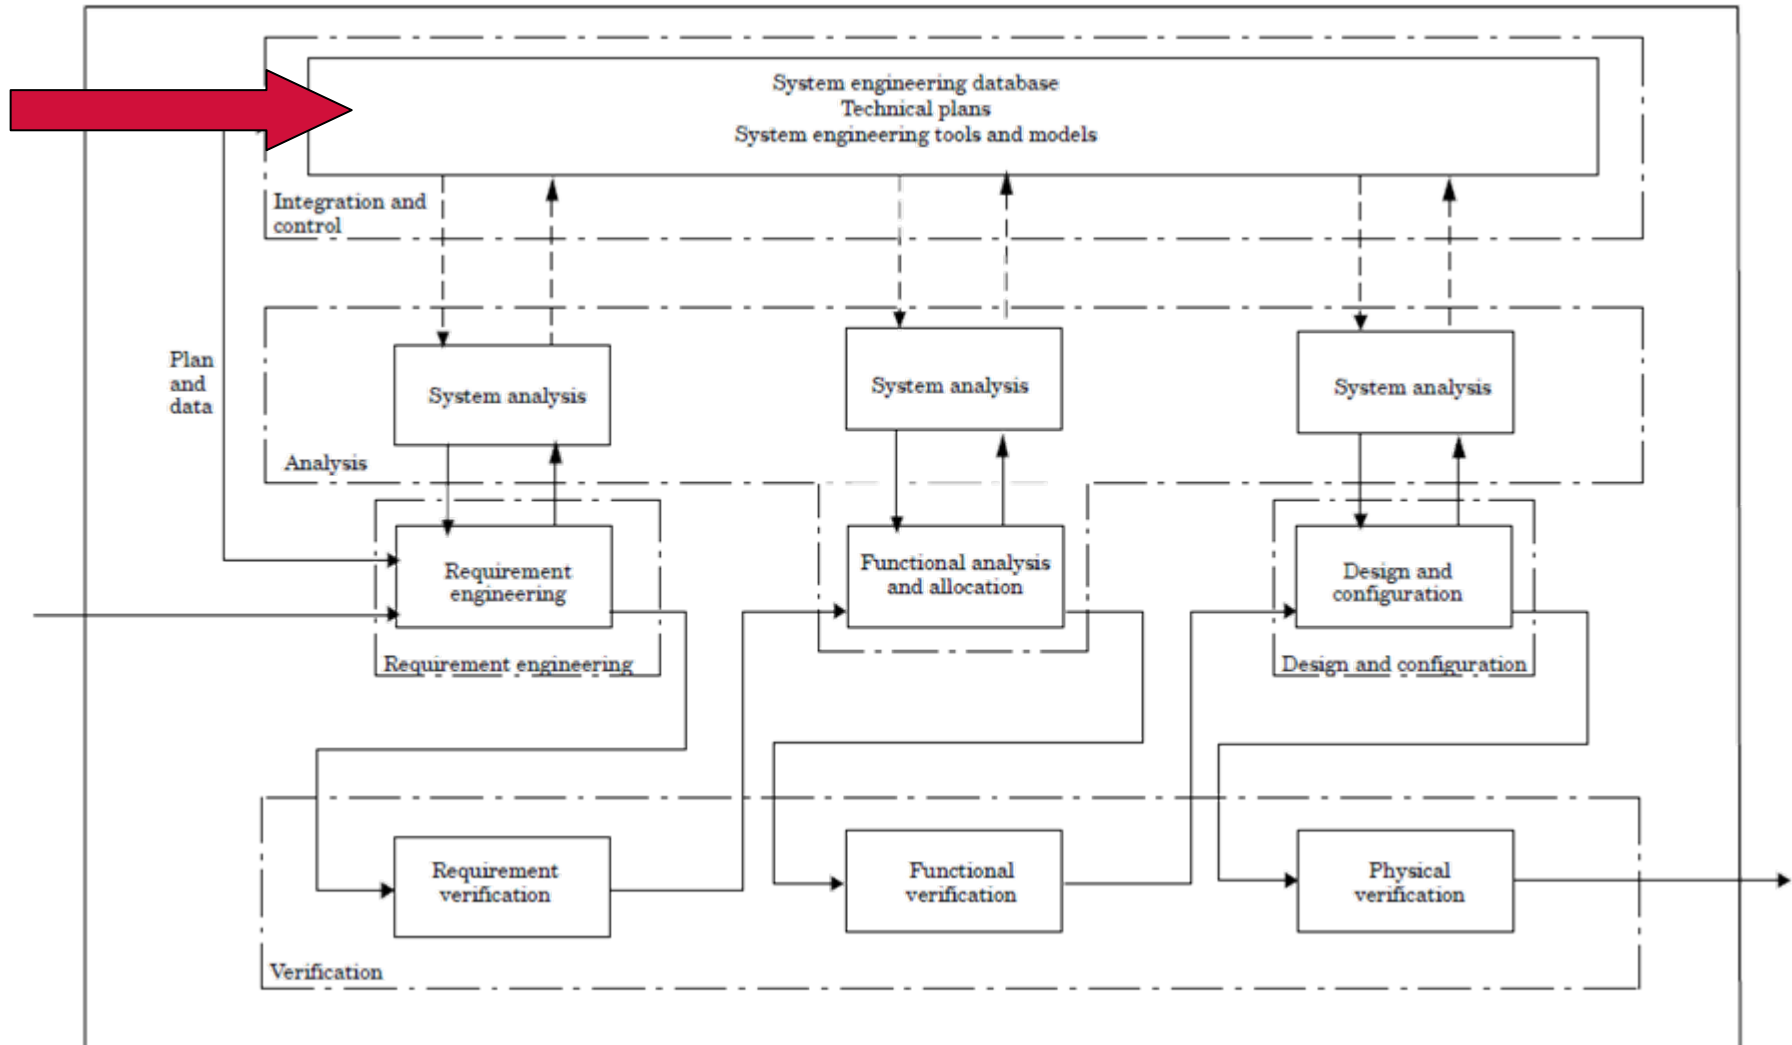 System engineering database
Technical plans
System engineering tools and models
Integration and
control
Plan
and
data
System analysis
System analysis
System analysis
Analysis
Requirement
engineering
Requirement engineering
Functional analysis
and allocation
Design and
configuration
Design and configuration
Requirement
verification
Functional
verification
Physical
verification
Verification